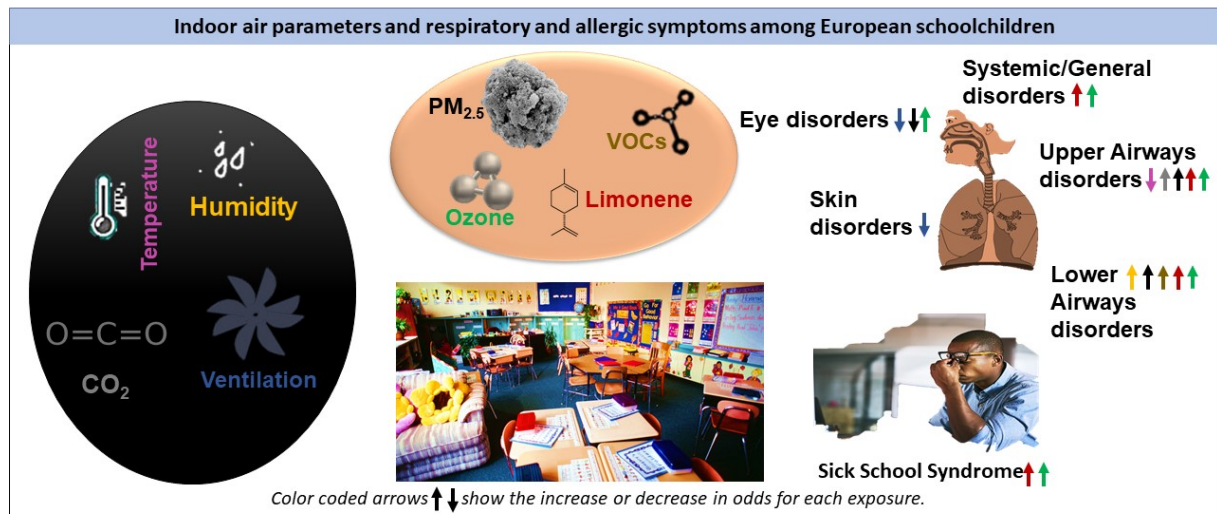 Indoor air parameters and respiratory and allergic symptoms among European schoolchildren
Temperature
Humidity
O=C=O
CO₂
Ventilation
PM₂.₅
VOCs
Ozone
Limonene
Systemic/General
disorders ↑↑
Eye disorders ↓↓↑
Upper Airways
disorders ↓↑↑↑↑
Skin
disorders ↓
Lower ↑↑↑↑↑
Airways
disorders
Sick School Syndrome↑↑
Color coded arrows ↑↓ show the increase or decrease in odds for each exposure.